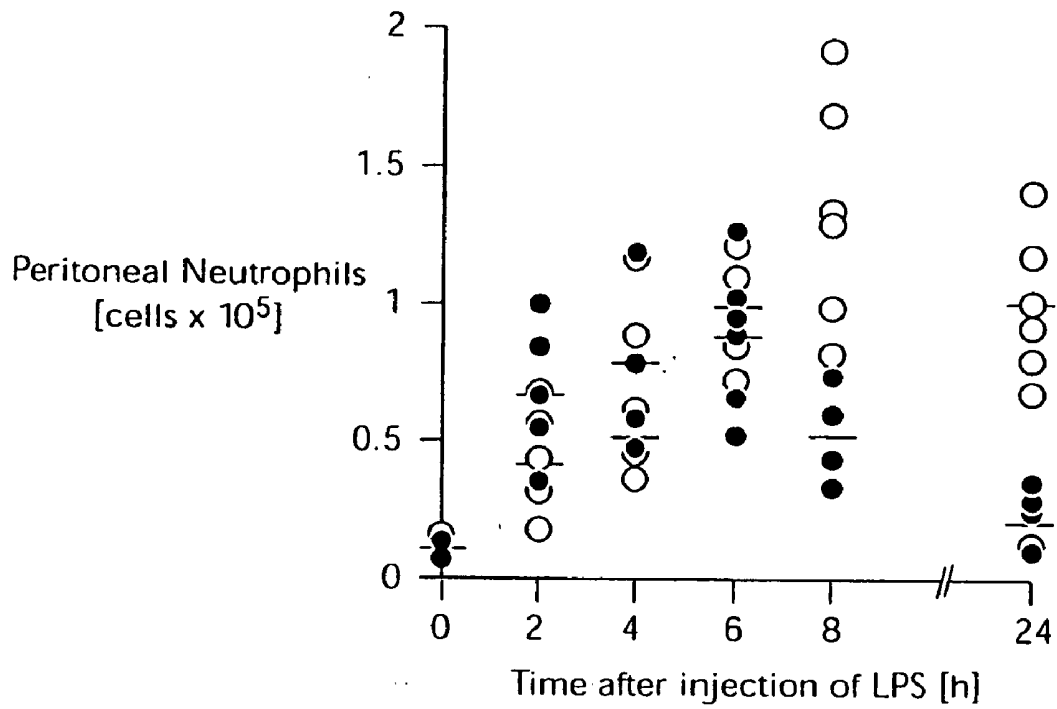 2
1.5
1
0.5
0
Peritoneal Neutrophils
[cells x 10⁵]
0 2 4 6 8 24
Time after injection of LPS [h]